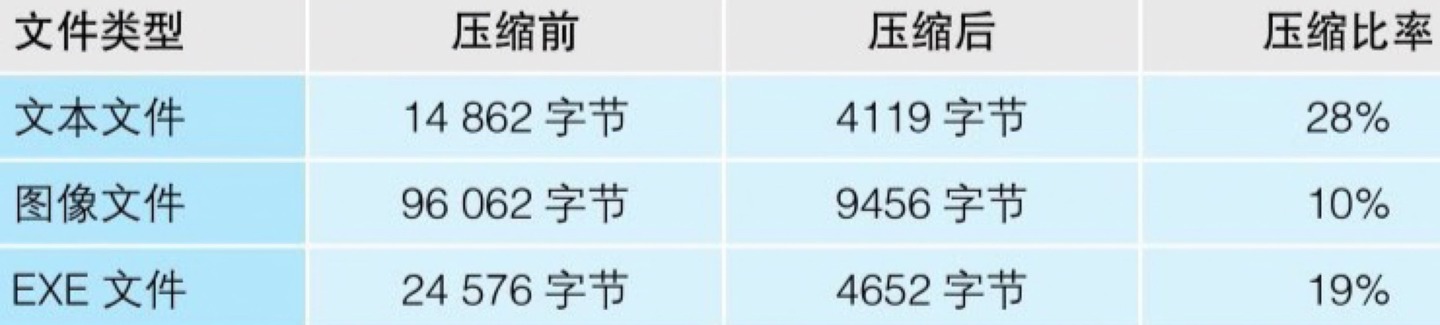 文件类型 压缩前 压缩后 压缩比率
文本文件 14 862 字节 4119 字节 28%
图像文件 96 062 字节 9456 字节 10%
EXE 文件 24 576 字节 4652 字节 19%